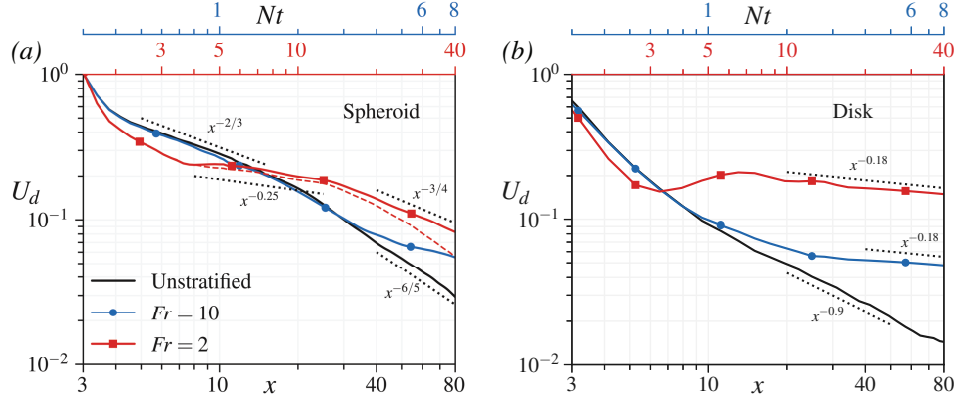 1 Nt 6 8
1 Nt 6 8
(a) 3 5 10 40
(b) 3 5 10 40
10^0
Spheroid
x^{-2/3}
x^{-0.25}
x^{-3/4}
U_d
10^{-1}
Unstratified
x^{-6/5}
Fr − 10
Fr = 2
10^{-2}
3 10 x 40 80
10^0
Disk
x^{-0.18}
U_d
10^{-1}
x^{-0.18}
x^{-0.9}
10^{-2}
3 10 x 40 80